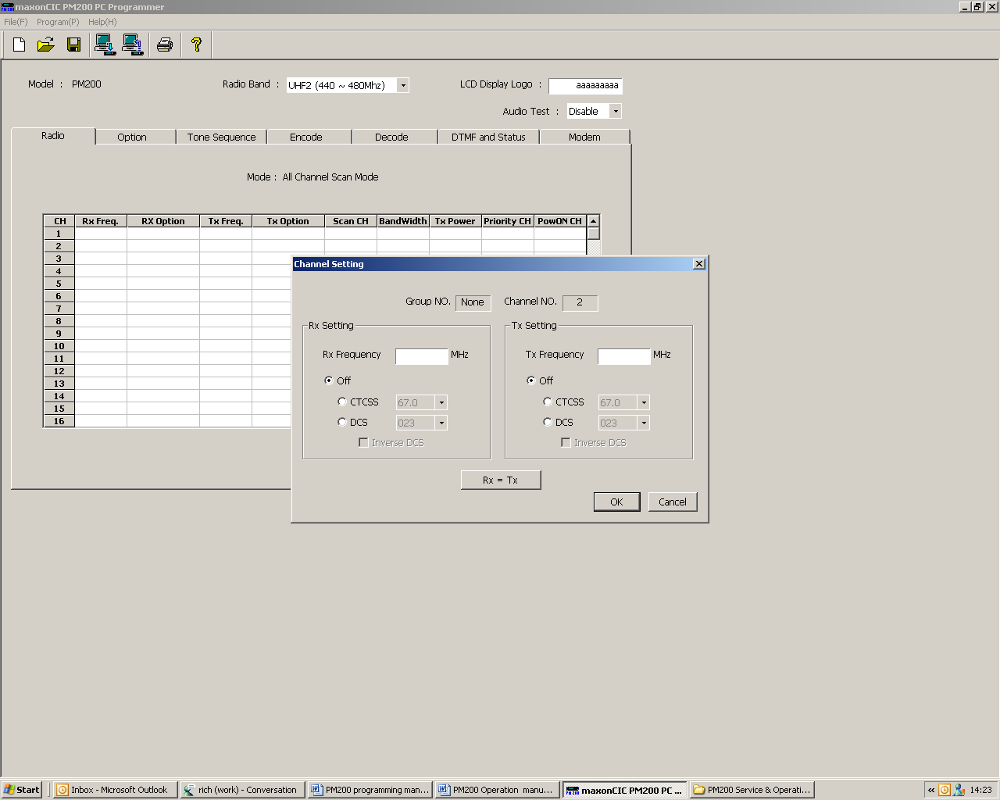 maxonCIC PM200 PC Programmer
File(F) Program(P) Help(H)
Model : PM200 Radio Band : UHF2 (440 ~ 480Mhz) LCD Display Logo : aaaaaaaaa
Audio Test : Disable
Radio Option Tone Sequence Encode Decode DTMF and Status Modem
Mode : All Channel Scan Mode
CH Rx Freq. RX Option Tx Freq. Tx Option Scan CH BandWidth Tx Power Priority CH PowON CH
1
2
3
4
5
6
7
8
9
10
11
12
13
14
15
16
Channel Setting
Group NO. None Channel NO. 2
Rx Setting
Rx Frequency MHz
Off
CTCSS 67.0
DCS 023
Inverse DCS
Tx Setting
Tx Frequency MHz
Off
CTCSS 67.0
DCS 023
Inverse DCS
Rx = Tx
OK Cancel
Start Inbox - Microsoft Outlook rich (work) - Conversation PM200 programming man... PM200 Operation manu... maxonCIC PM200 PC ... PM200 Service & Operati... « 14:23